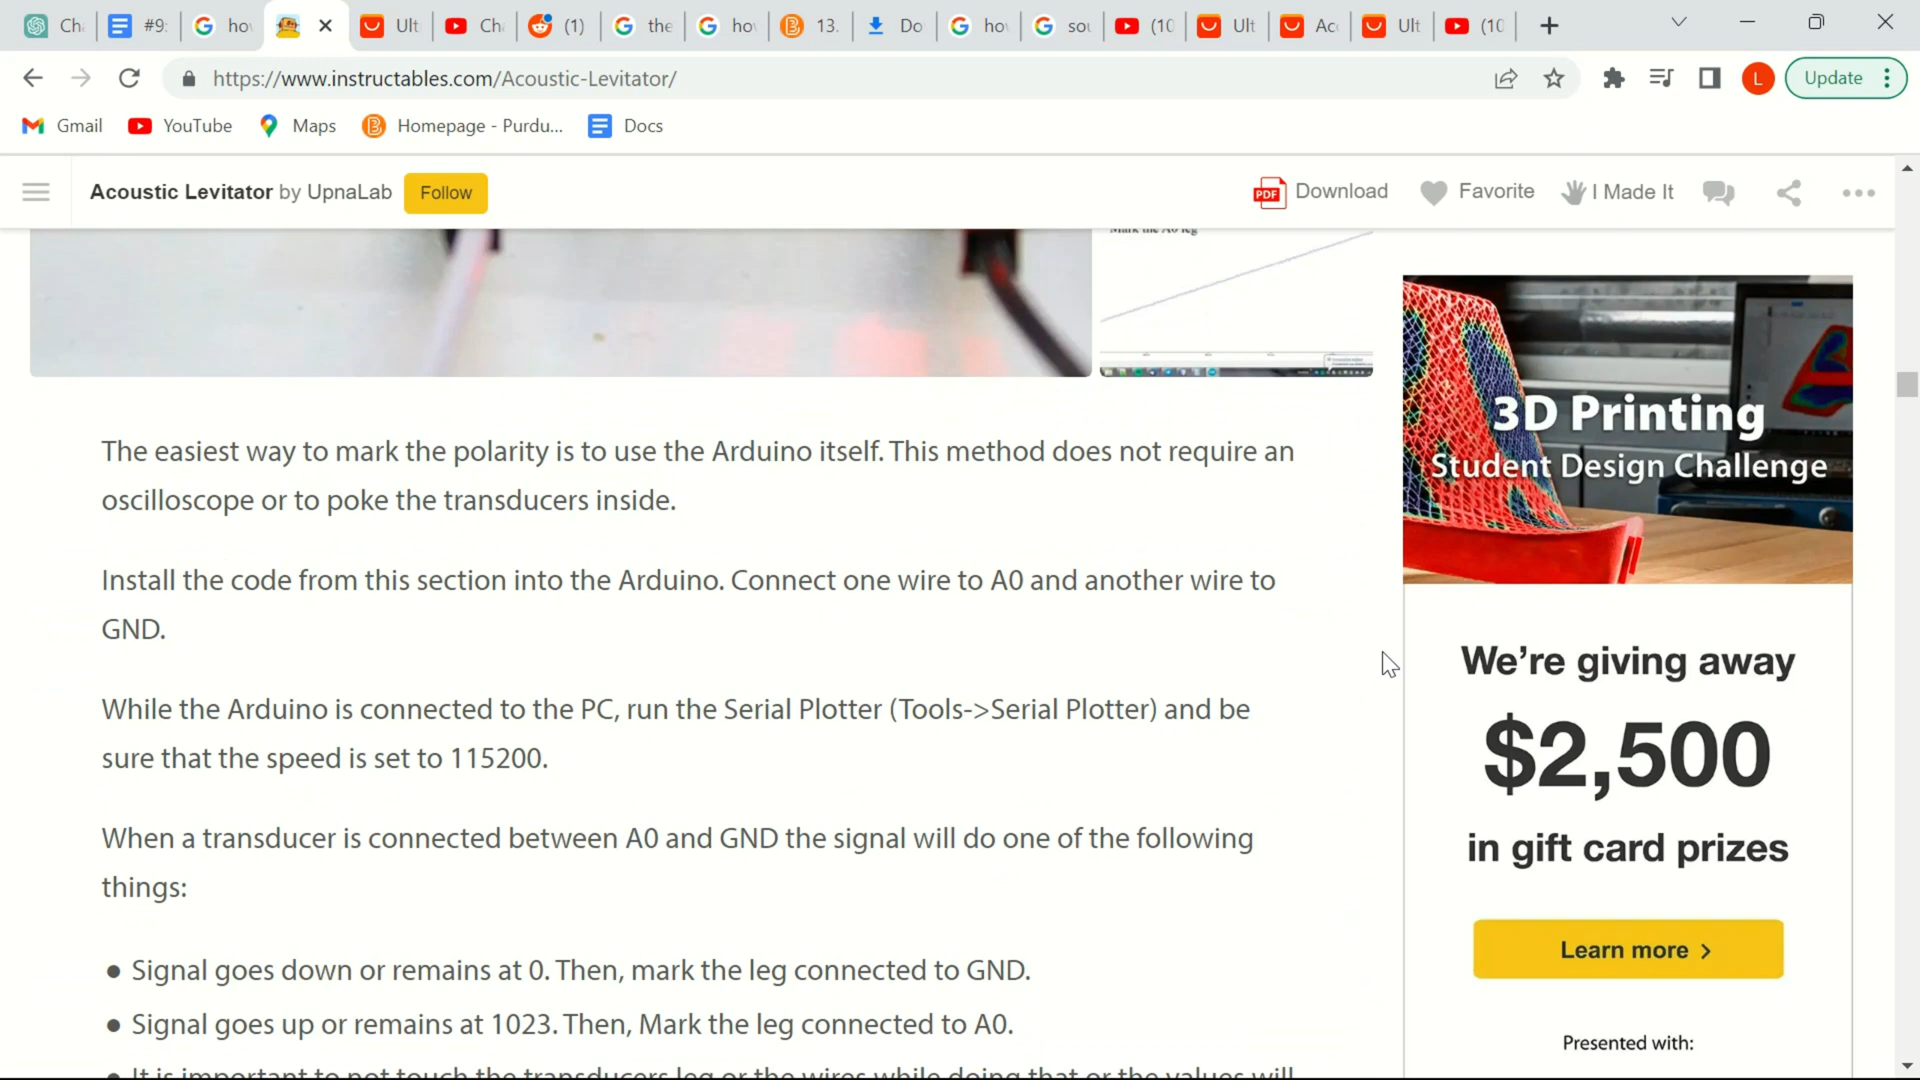 Ch
#9:
hov
Ult
Ch
(1)
the
hov
13.
Do
hov
sou
(10
Ult
Acc
Ult
(10
https://www.instructables.com/Acoustic-Levitator/
L
Update
Gmail
YouTube
Maps
Homepage - Purdu...
Docs
Acoustic Levitator by UpnaLab
Follow
PDF
Download
Favorite
I Made It
Mark the A0 leg
The easiest way to mark the polarity is to use the Arduino itself. This method does not require an
oscilloscope or to poke the transducers inside.
Install the code from this section into the Arduino. Connect one wire to A0 and another wire to
GND.
While the Arduino is connected to the PC, run the Serial Plotter (Tools->Serial Plotter) and be
sure that the speed is set to 115200.
When a transducer is connected between A0 and GND the signal will do one of the following
things:
● Signal goes down or remains at 0. Then, mark the leg connected to GND.
● Signal goes up or remains at 1023. Then, Mark the leg connected to A0.
● It is important to not touch the transducers leg or the wires while doing that or the values will
3D Printing
Student Design Challenge
We're giving away
$2,500
in gift card prizes
Learn more >
Presented with: